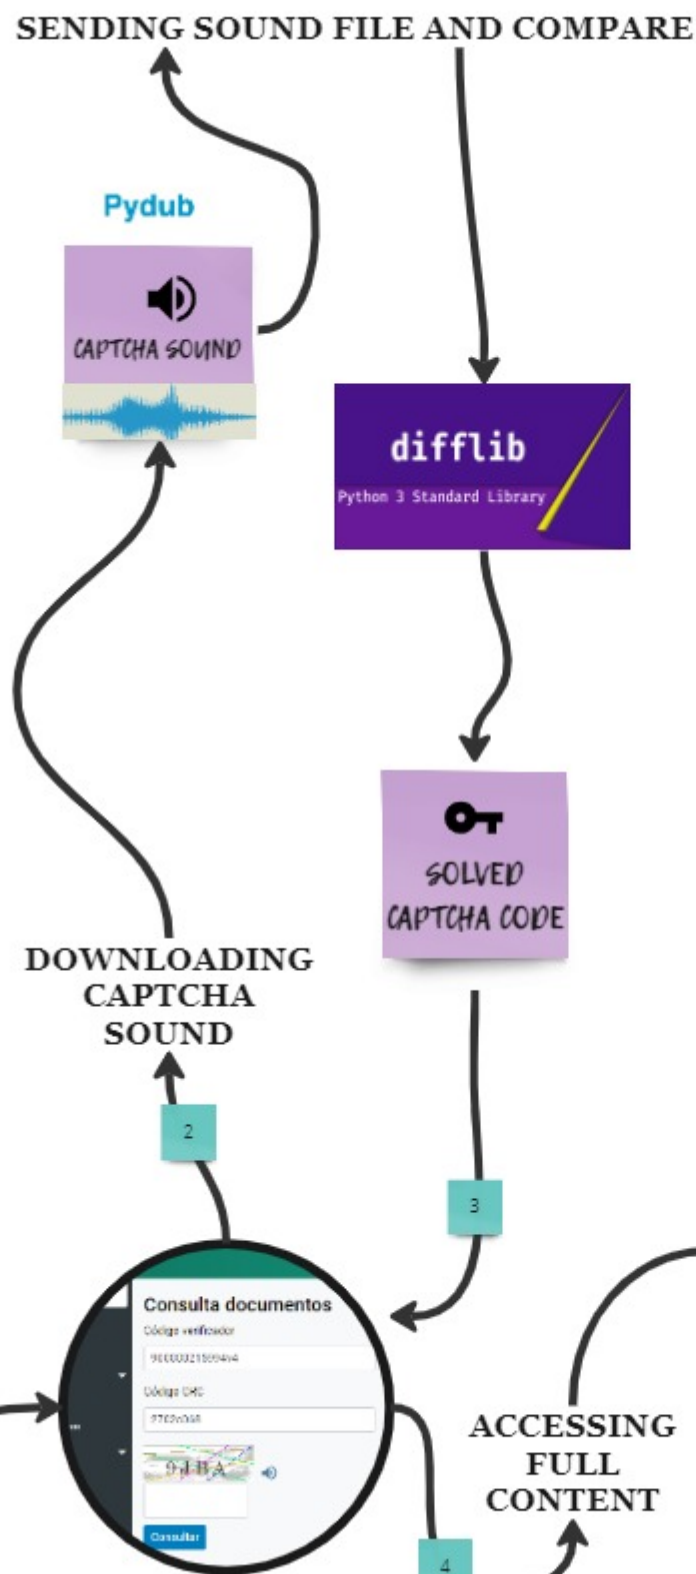 SENDING SOUND FILE AND COMPARE
Pydub
CAPTCHA SOUND
difflib
Python 3 Standard Library
SOLVED
CAPTCHA CODE
DOWNLOADING
CAPTCHA
SOUND
2
3
Consulta documentos
Código verificador
Código CRC
Consultar
ACCESSING
FULL
CONTENT
4